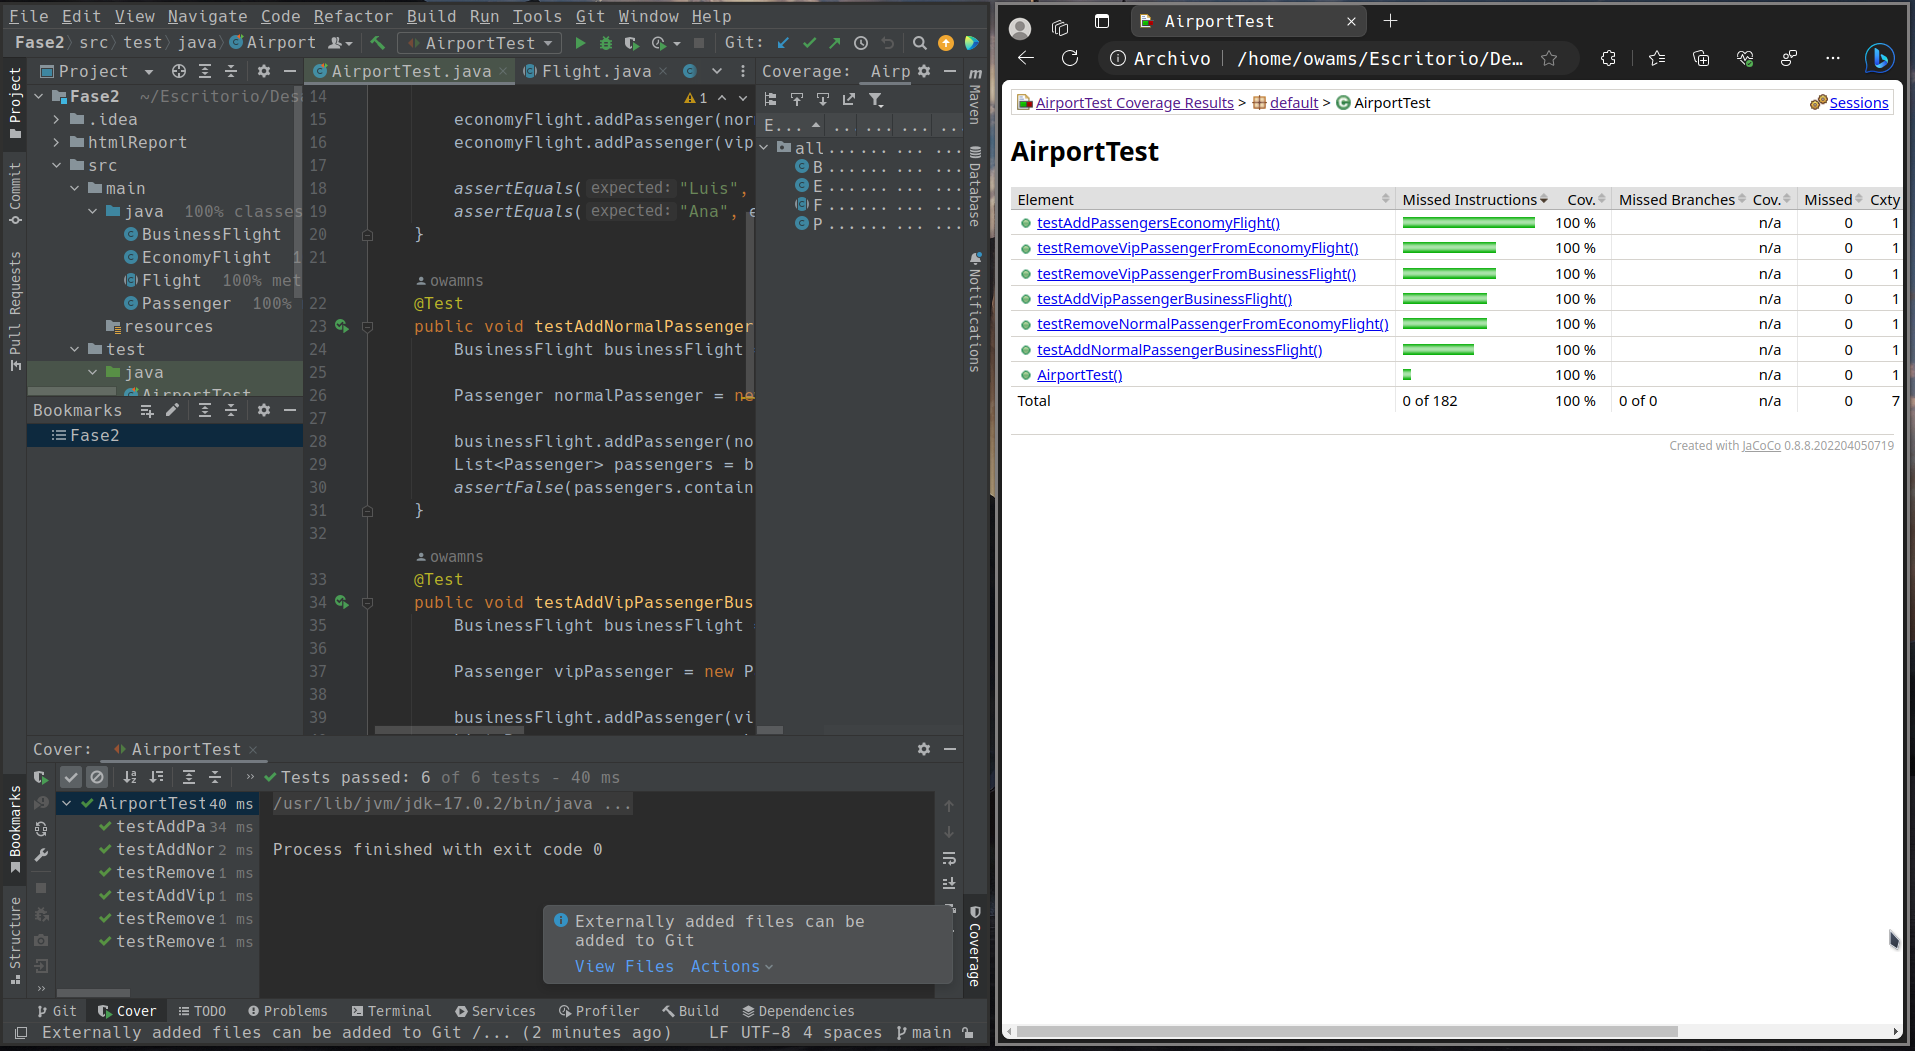 File Edit View Navigate Code Refactor Build Run Tools Git Window Help
Fase2 src test java Airport AirportTest Git:
Project AirportTest.java Flight.java Coverage: Airp
Fase2 ~/Escritorio/Des
.idea
htmlReport
src
main
java 100% classes
BusinessFlight
EconomyFlight 1
Flight 100% met
Passenger 100%
resources
test
java
AirportTest
Bookmarks
Fase2
Project
Commit
Pull Requests
Bookmarks
Structure
14
15 economyFlight.addPassenger(nor
16 economyFlight.addPassenger(vip
17
18 assertEquals( expected: "Luis",
19 assertEquals( expected: "Ana", e
20 }
21
owamns
22 @Test
23 public void testAddNormalPassenger
24 BusinessFlight businessFlight
25
26 Passenger normalPassenger = ne
27
28 businessFlight.addPassenger(no
29 List<Passenger> passengers = b
30 assertFalse(passengers.contain
31 }
32
owamns
33 @Test
34 public void testAddVipPassengerBus
35 BusinessFlight businessFlight
36
37 Passenger vipPassenger = new P
38
39 businessFlight.addPassenger(vi
1
E... ... ... ... ...
all ... ... ... ...
B ... ... ... ...
E ... ... ... ...
F ... ... ... ...
P ... ... ... ...
Maven
Database
Notifications
Coverage
Cover: AirportTest
Tests passed: 6 of 6 tests - 40 ms
AirportTest 40 ms
testAddPa 34 ms
testAddNor 2 ms
testRemove 1 ms
testAddVip 1 ms
testRemove 1 ms
testRemove 1 ms
/usr/lib/jvm/jdk-17.0.2/bin/java ...
Process finished with exit code 0
Externally added files can be
added to Git
View Files Actions
Git Cover TODO Problems Terminal Services Profiler Build Dependencies
Externally added files can be added to Git /... (2 minutes ago) LF UTF-8 4 spaces main
AirportTest
Archivo /home/owams/Escritorio/De...
AirportTest Coverage Results > default > AirportTest Sessions
AirportTest
Element Missed Instructions Cov. Missed Branches Cov. Missed Cxty
testAddPassengersEconomyFlight() 100 % n/a 0 1
testRemoveVipPassengerFromEconomyFlight() 100 % n/a 0 1
testRemoveVipPassengerFromBusinessFlight() 100 % n/a 0 1
testAddVipPassengerBusinessFlight() 100 % n/a 0 1
testRemoveNormalPassengerFromEconomyFlight() 100 % n/a 0 1
testAddNormalPassengerBusinessFlight() 100 % n/a 0 1
AirportTest() 100 % n/a 0 1
Total 0 of 182 100 % 0 of 0 n/a 0 7
Created with JaCoCo 0.8.8.202204050719